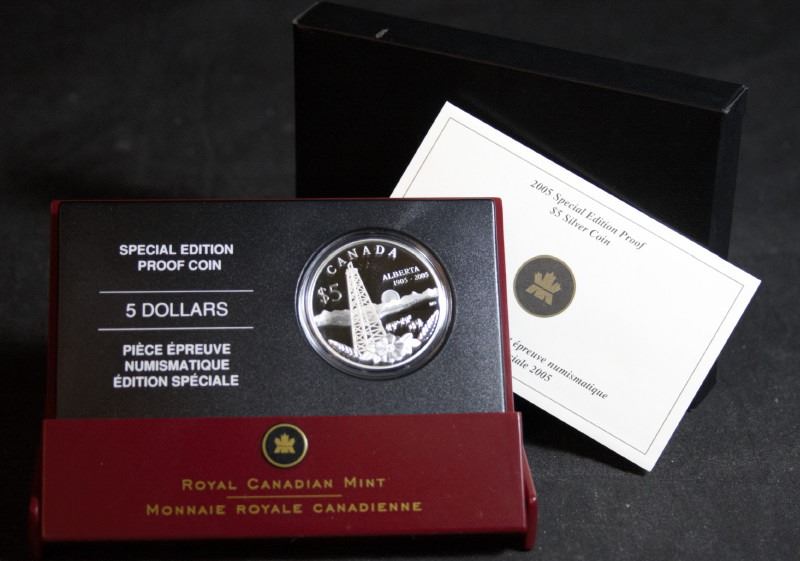 SPECIAL EDITION
PROOF COIN
5 DOLLARS
PIÈCE ÉPREUVE
NUMISMATIQUE
ÉDITION SPÉCIALE
CANADA
ALBERTA
1905 - 2005
$5
ROYAL CANADIAN MINT
MONNAIE ROYALE CANADIENNE
2005 Special Edition Proof
$5 Silver Coin
épreuve numismatique
2005